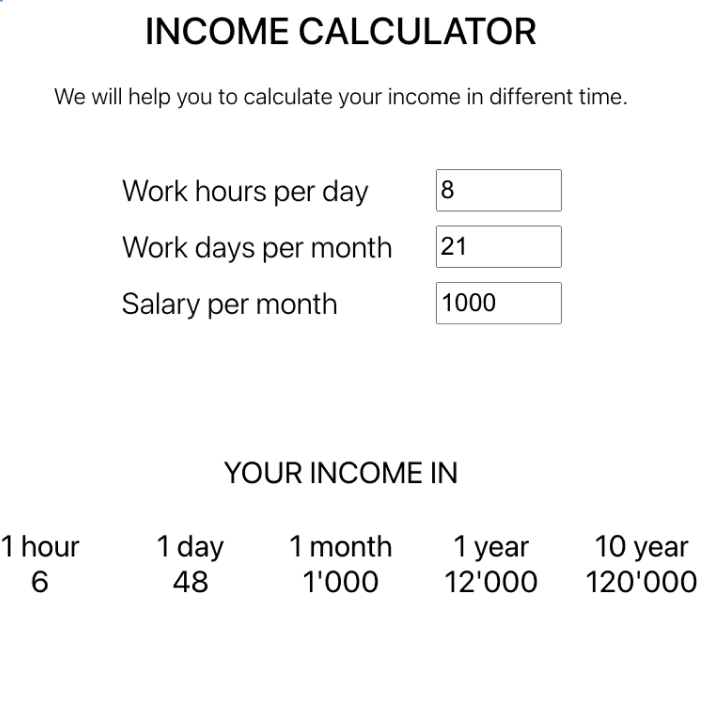 INCOME CALCULATOR
We will help you to calculate your income in different time.
Work hours per day 8
Work days per month 21
Salary per month 1000
YOUR INCOME IN
1 hour 1 day 1 month 1 year 10 year
6 48 1'000 12'000 120'000